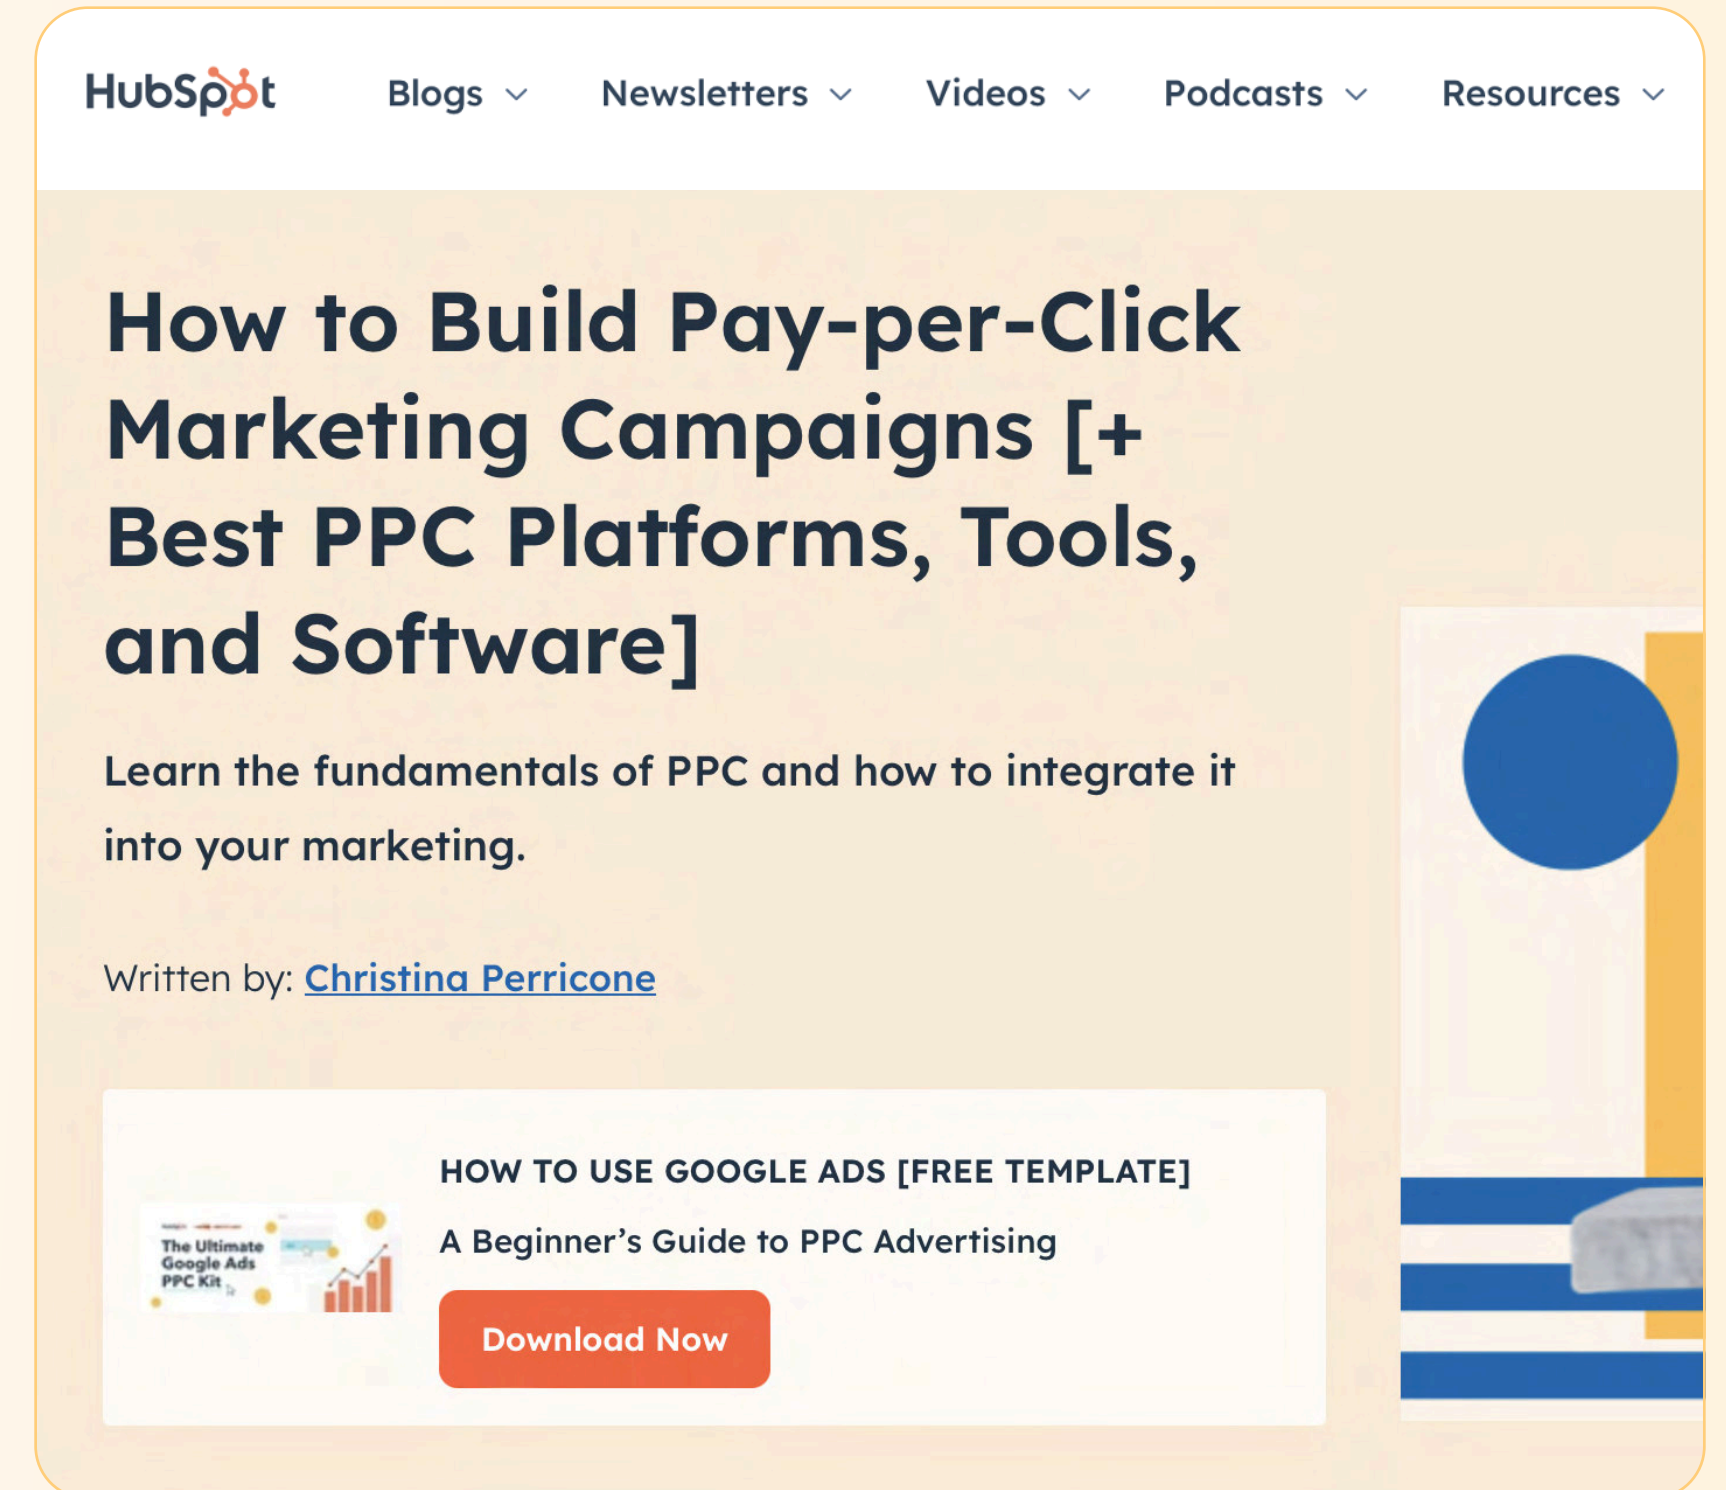 HubSpot
Blogs
Newsletters
Videos
Podcasts
Resources
How to Build Pay-per-Click
Marketing Campaigns [+
Best PPC Platforms, Tools,
and Software]
Learn the fundamentals of PPC and how to integrate it
into your marketing.
Written by: Christina Perricone
The Ultimate
Google Ads
PPC Kit
HOW TO USE GOOGLE ADS [FREE TEMPLATE]
A Beginner’s Guide to PPC Advertising
Download Now